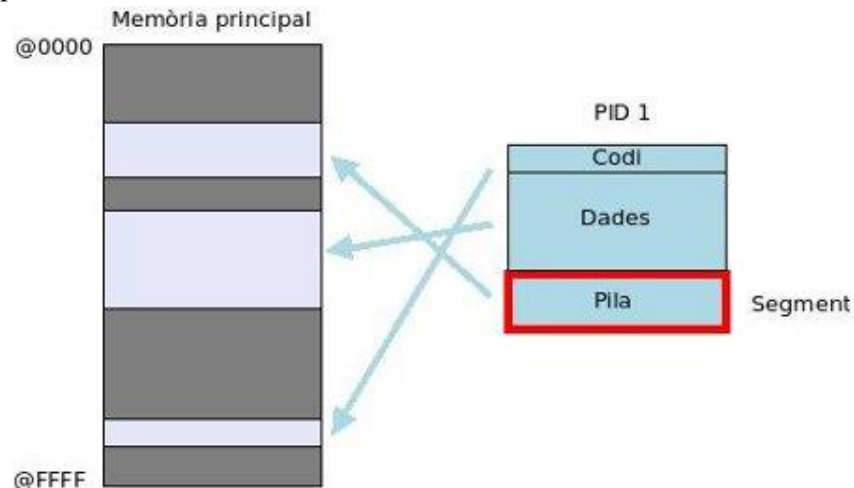 Memòria principal
@0000
PID 1
Codi
Dades
Pila
Segment
@FFFF